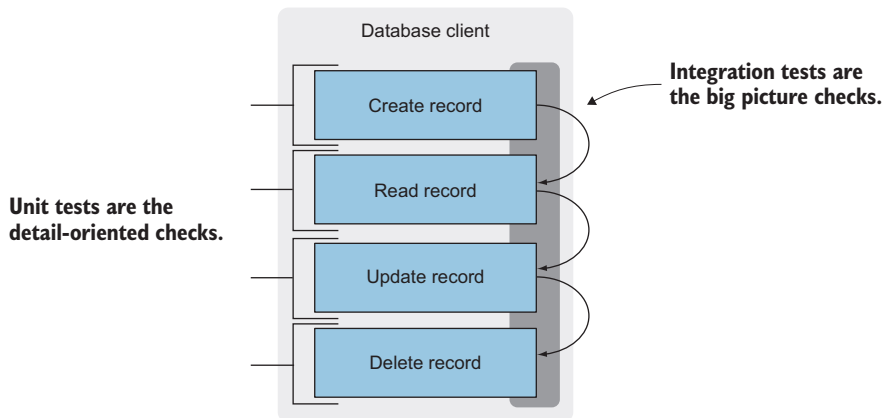 Database client
Integration tests are
the big picture checks.
Create record
Read record
Unit tests are the
detail-oriented checks.
Update record
Delete record